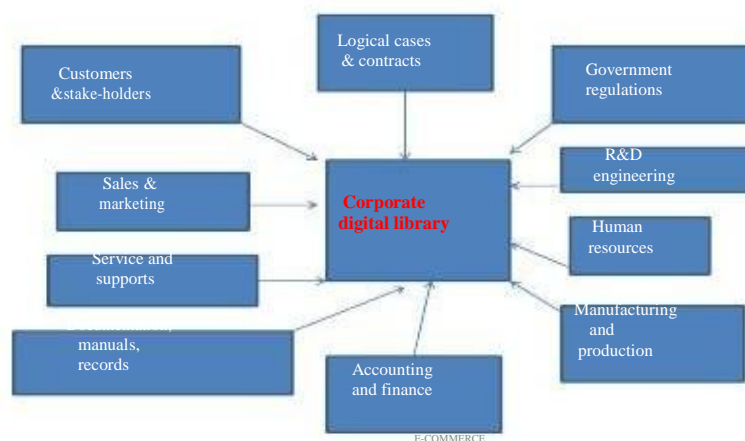 Logical cases
& contracts
Customers
&stake-holders
Government
regulations
R&D
engineering
Sales &
marketing
Corporate
digital library
Human
resources
Service and
supports
manuals,
records
Manufacturing
and
production
Accounting
and finance
E-COMMERCE